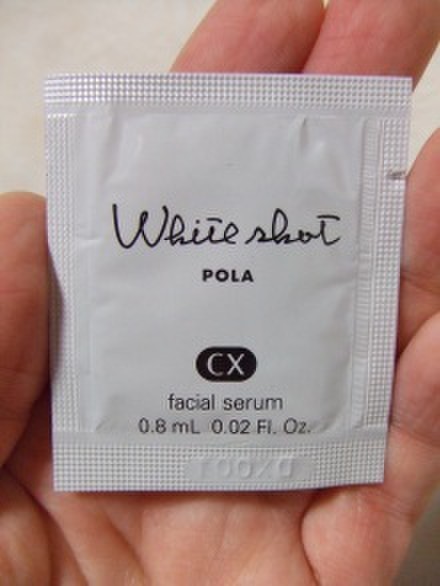 White shot
POLA
CX
facial serum
0.8 mL 0.02 Fl. Oz.